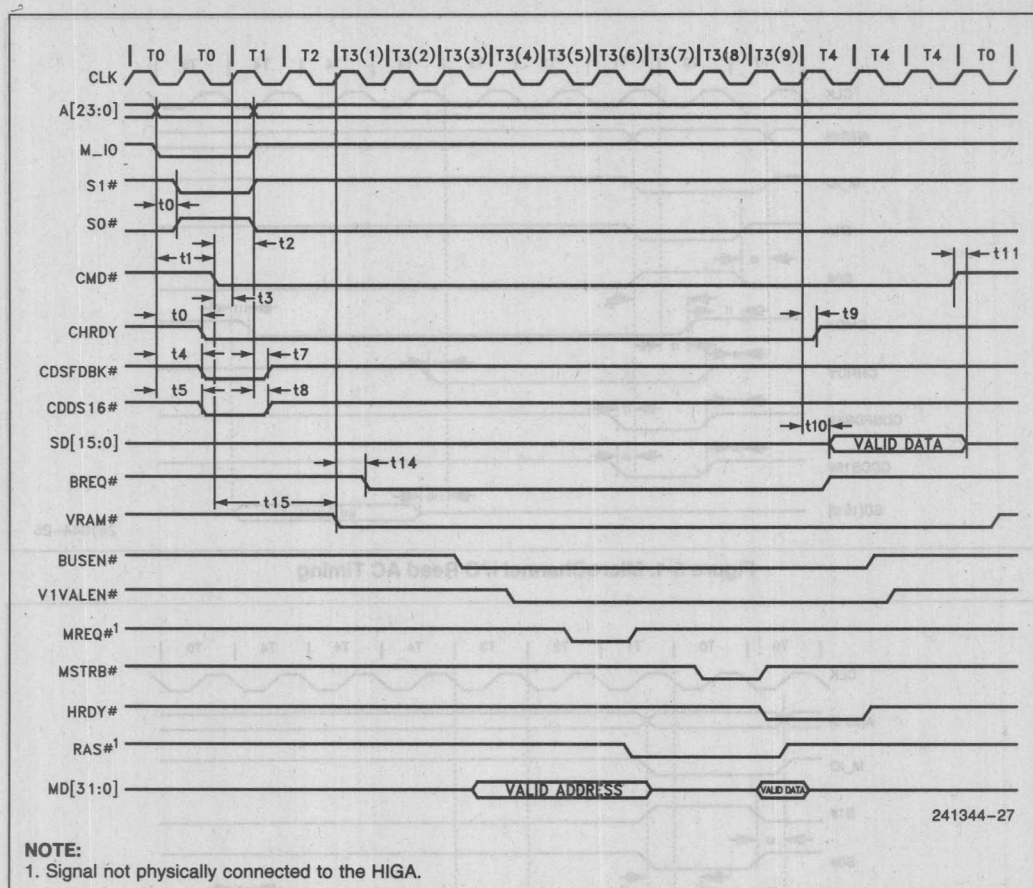 T0 T0 T1 T2 T3(1) T3(2) T3(3) T3(4) T3(5) T3(6) T3(7) T3(8) T3(9) T4 T4 T4 T0
CLK
A[23:0]
M_IO
S1#
t0
S0#
t2
t1
t11
CMD#
t3
t0
t9
CHRDY
t4 t7
CDSFDBK#
t5 t8
CDDS16#
t10
SD[15:0] VALID DATA
t14
BREQ#
t15
VRAM#
BUSEN#
V1VALEN#
MREQ#1
MSTRB#
HRDY#
RAS#1
MD[31:0] VALID ADDRESS VALID DATA
241344-27
NOTE:
1. Signal not physically connected to the HIGA.